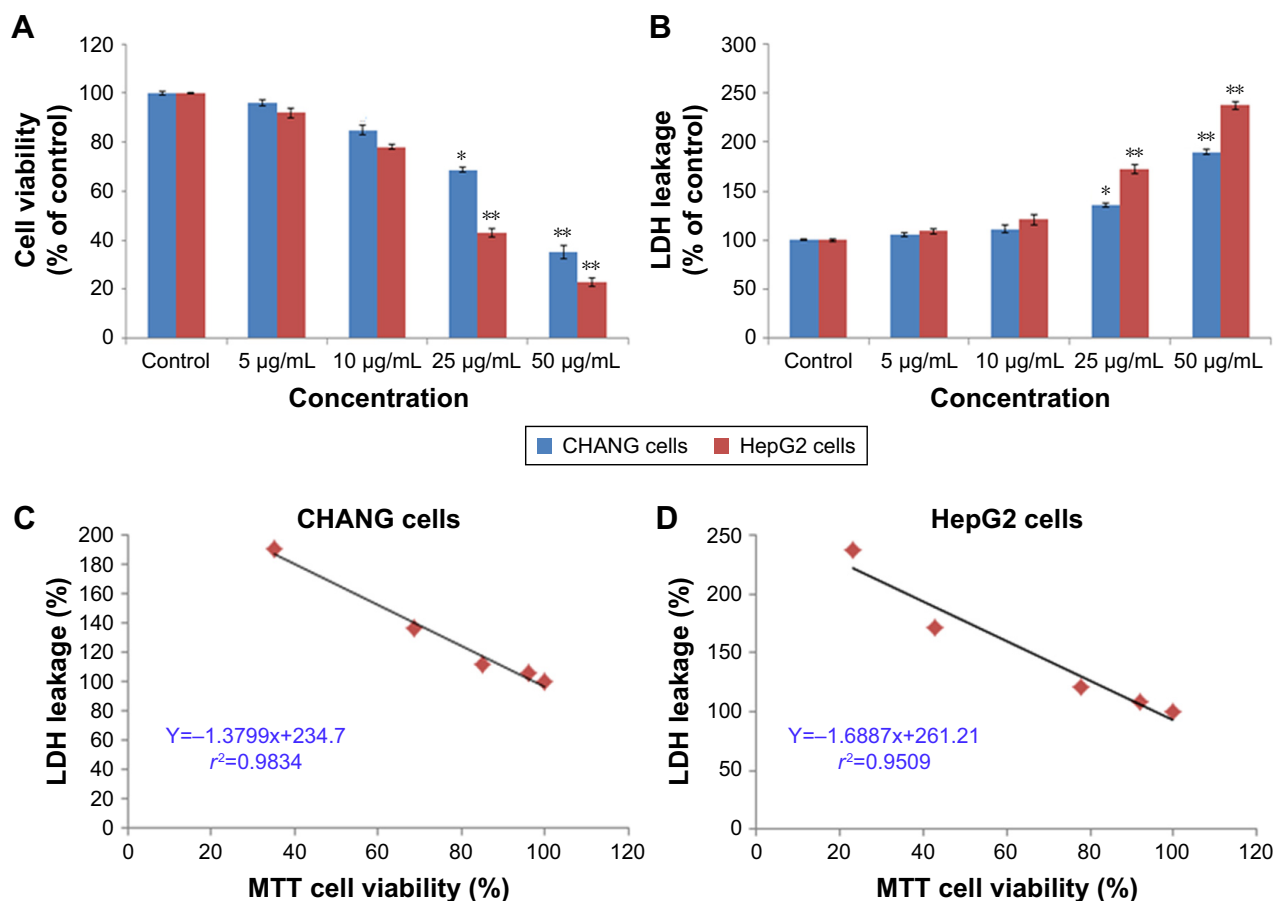 A
Cell viability
(% of control)
120
100
80
60
40
20
0
*
**
**
**
Control
5 µg/mL
10 µg/mL
25 µg/mL
50 µg/mL
Concentration
B
LDH leakage
(% of control)
300
250
200
150
100
50
0
*
**
**
**
Control
5 µg/mL
10 µg/mL
25 µg/mL
50 µg/mL
Concentration
CHANG cells
HepG2 cells
C
CHANG cells
LDH leakage (%)
200
180
160
140
120
100
80
60
40
20
0
Y=–1.3799x+234.7
r²=0.9834
0
20
40
60
80
100
120
MTT cell viability (%)
D
HepG2 cells
LDH leakage (%)
250
200
150
100
50
0
Y=–1.6887x+261.21
r²=0.9509
0
20
40
60
80
100
120
MTT cell viability (%)